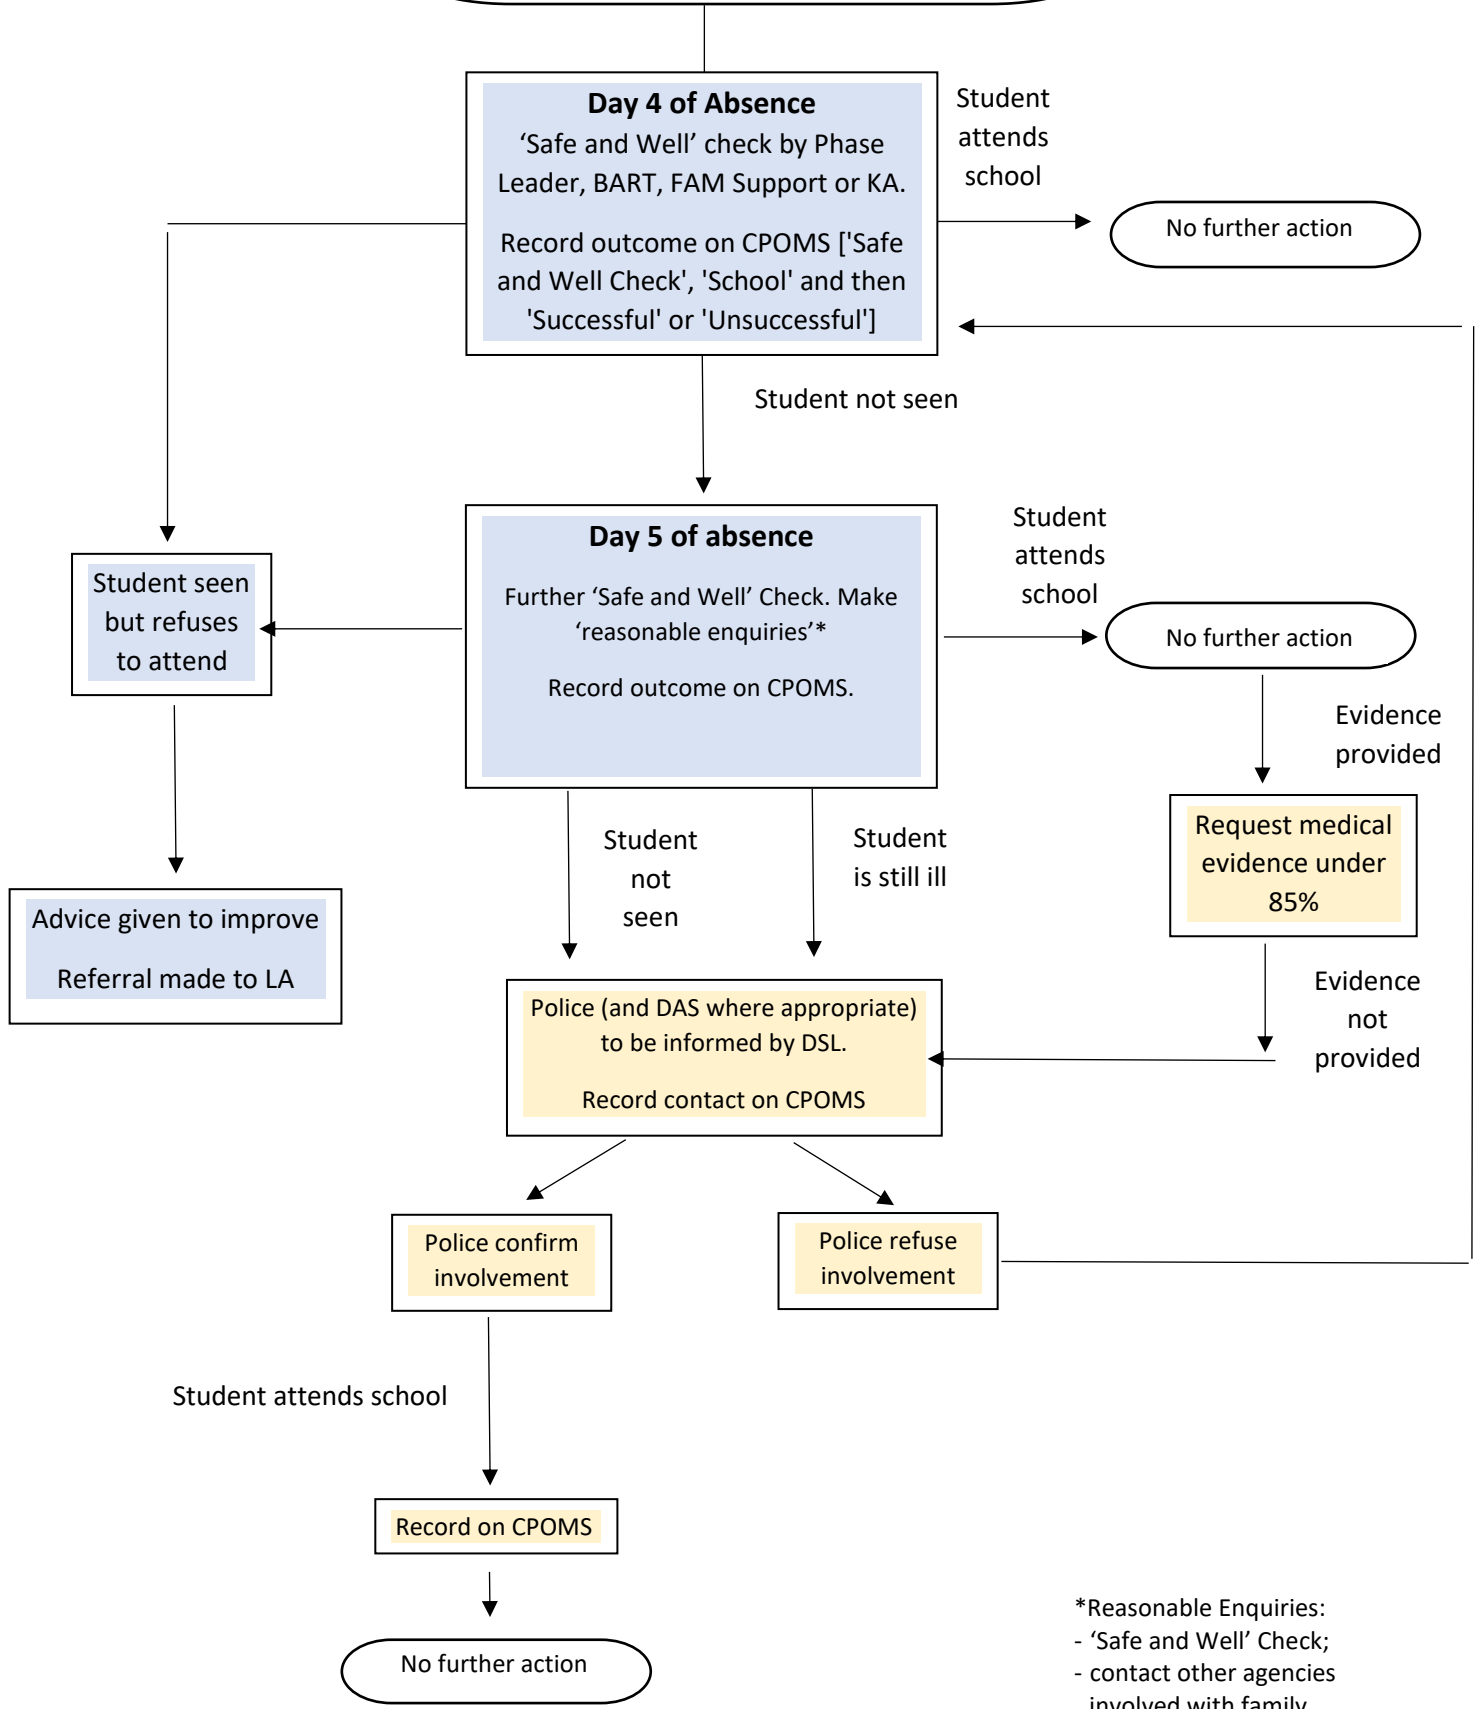 Day 4 of Absence
‘Safe and Well’ check by Phase
Leader, BART, FAM Support or KA.
Record outcome on CPOMS ['Safe
and Well Check', 'School' and then
'Successful' or 'Unsuccessful']
Student
attends
school
No further action
Student not seen
Day 5 of absence
Further ‘Safe and Well’ Check. Make
‘reasonable enquiries’*
Record outcome on CPOMS.
Student
attends
school
No further action
Student seen
but refuses
to attend
Evidence
provided
Request medical
evidence under
85%
Student
not
seen
Student
is still ill
Advice given to improve
Referral made to LA
Evidence
not
provided
Police (and DAS where appropriate)
to be informed by DSL.
Record contact on CPOMS
Police confirm
involvement
Police refuse
involvement
Student attends school
Record on CPOMS
No further action
*Reasonable Enquiries:
- ‘Safe and Well’ Check;
- contact other agencies
involved with family